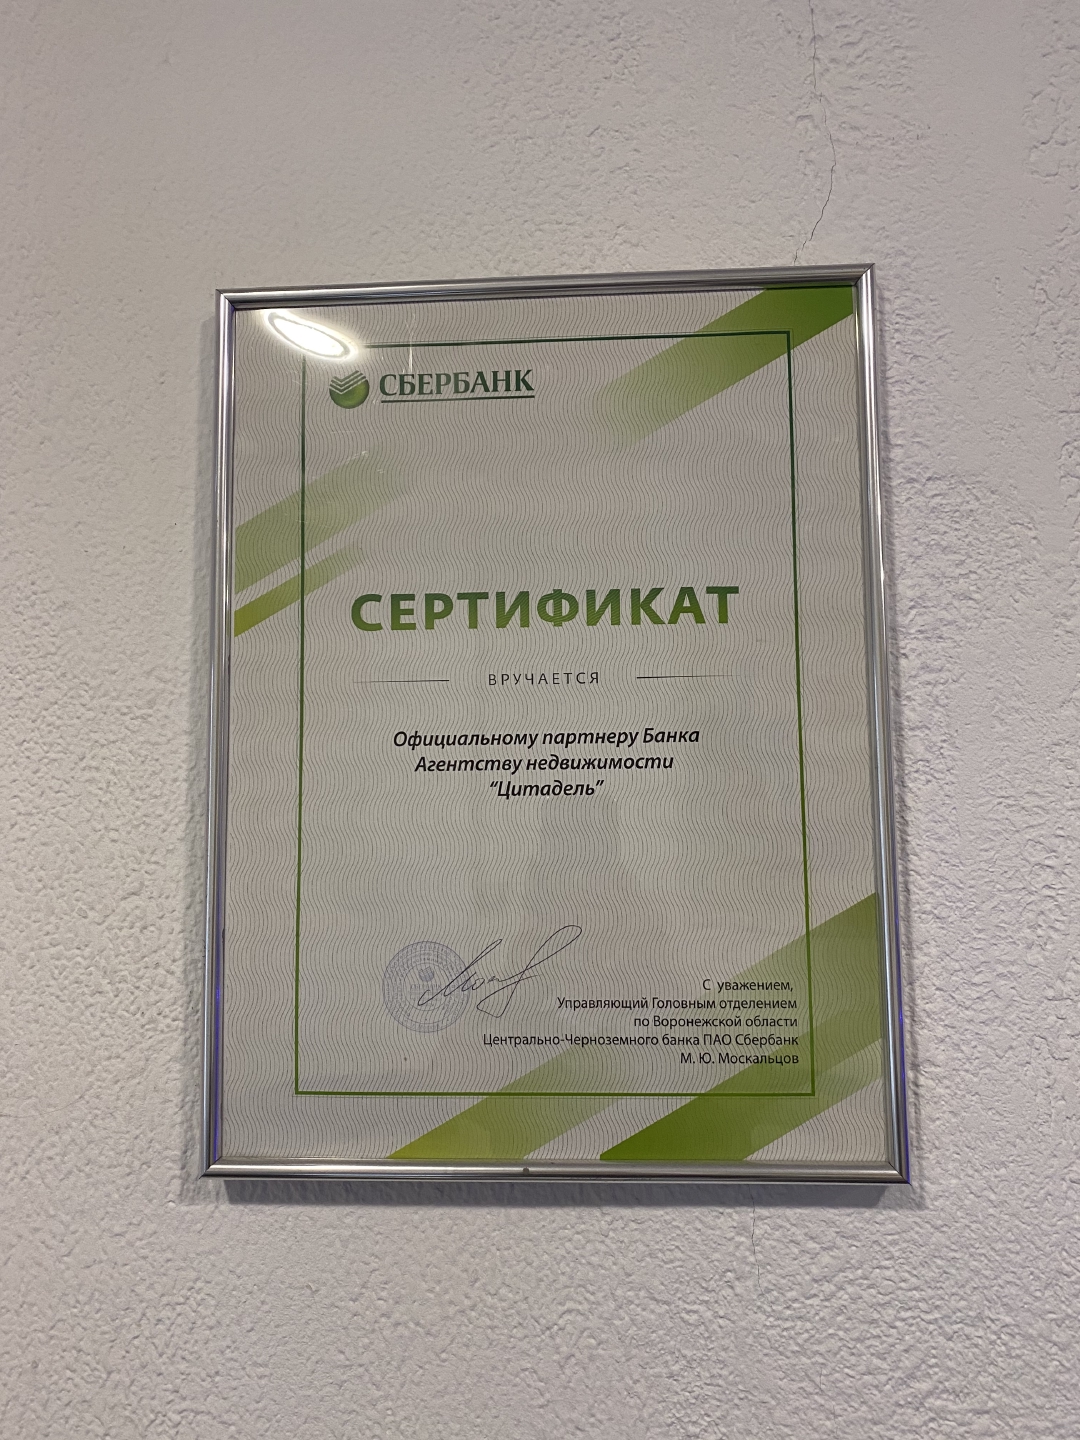 СБЕРБАНК
СЕРТИФИКАТ
ВРУЧАЕТСЯ
Официальному партнеру Банка
Агентству недвижимости
“Цитадель”
С уважением,
Управляющий Головным отделением
по Воронежской области
Центрально-Черноземного банка ПАО Сбербанк
М. Ю. Москальцов